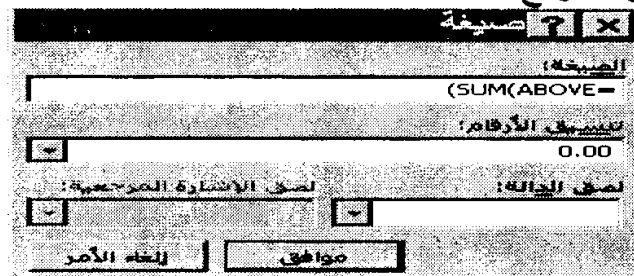 صيغة
الصيغة:
(SUM(ABOVE=
تنسيق الأرقام:
0.00
لصق الدالة: لصق الإشارة المرجعية:
موافق إلغاء الأمر